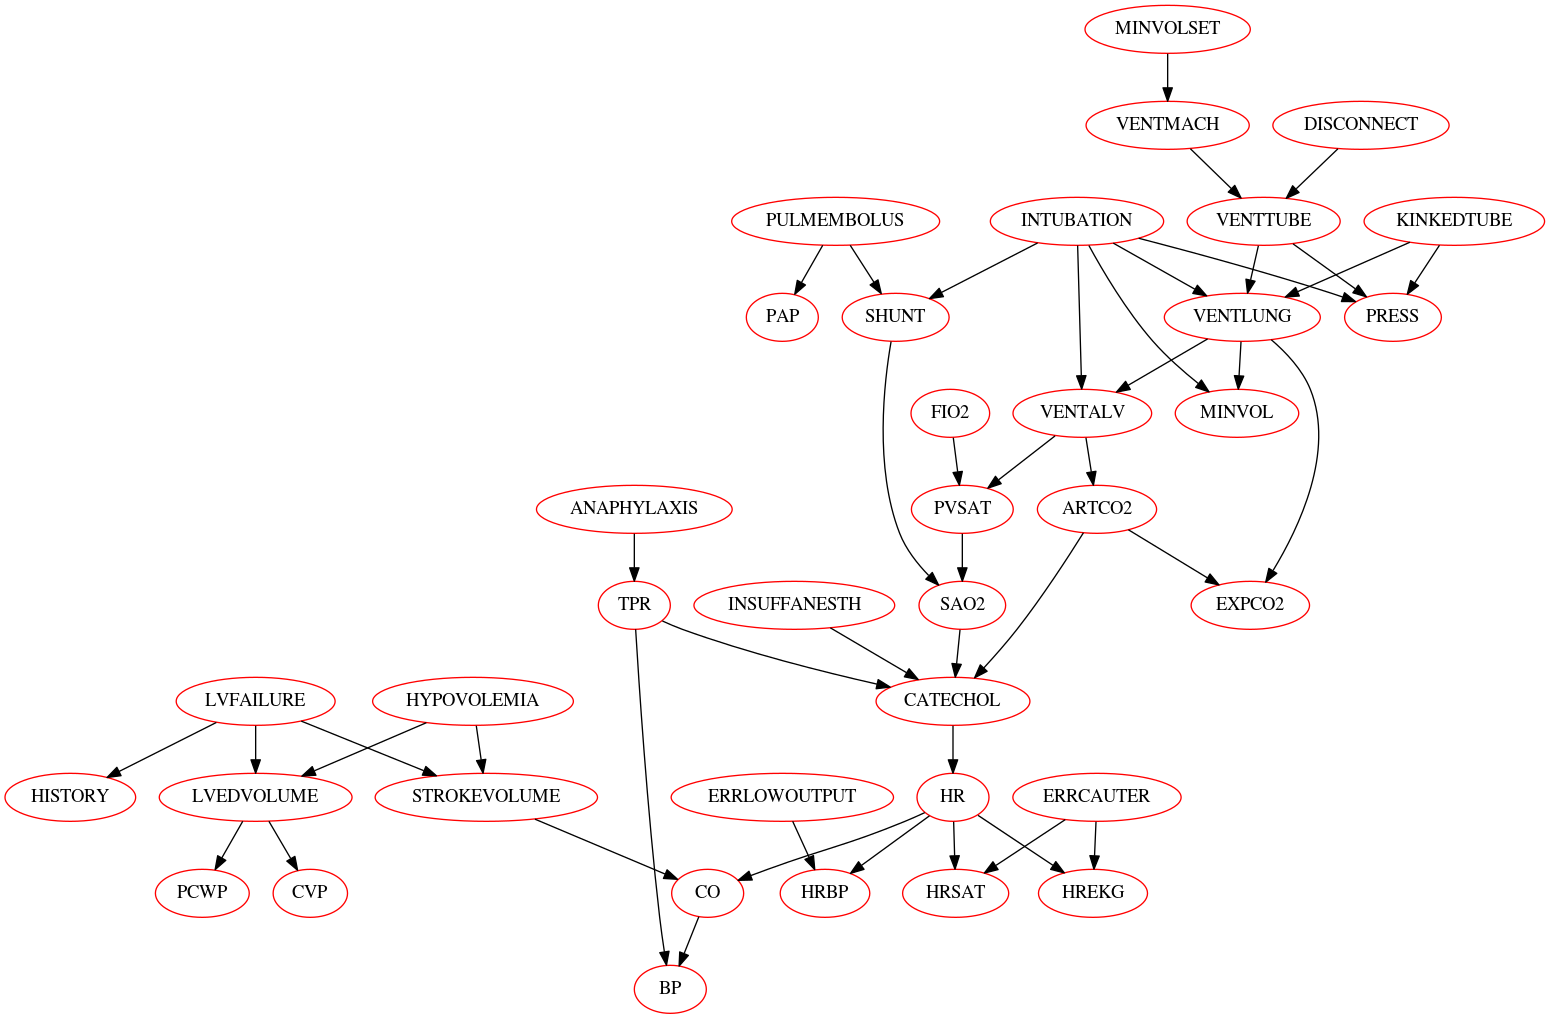 MINVOLSET
VENTMACH
DISCONNECT
PULMEMBOLUS
INTUBATION
VENTTUBE
KINKEDTUBE
PAP
SHUNT
VENTLUNG
PRESS
FIO2
VENTALV
MINVOL
ANAPHYLAXIS
PVSAT
ARTCO2
TPR
INSUFFANESTH
SAO2
EXPCO2
LVFAILURE
HYPOVOLEMIA
CATECHOL
HISTORY
LVEDVOLUME
STROKEVOLUME
ERRLOWOUTPUT
HR
ERRCAUTER
PCWP
CVP
CO
HRBP
HRSAT
HREKG
BP